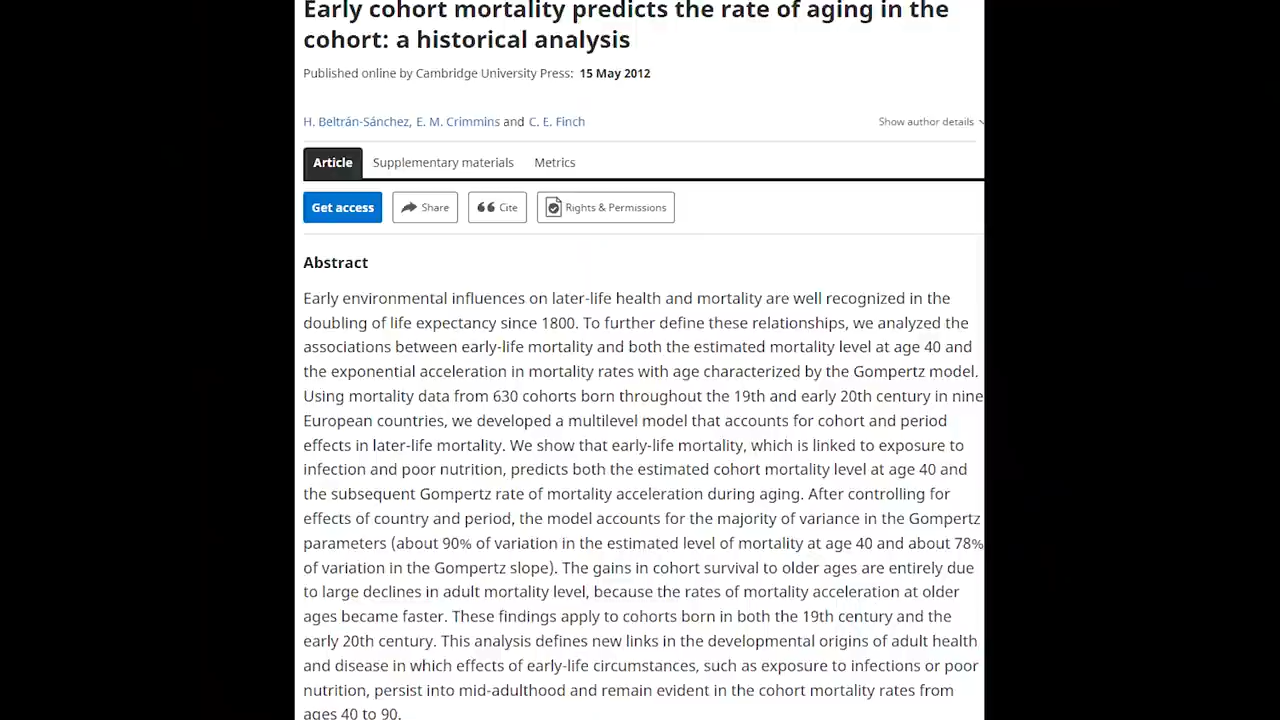 Early cohort mortality predicts the rate of aging in the
cohort: a historical analysis
Published online by Cambridge University Press: 15 May 2012
H. Beltrán-Sánchez, E. M. Crimmins and C. E. Finch
Show author details
Article Supplementary materials Metrics
Get access Share Cite Rights & Permissions
Abstract
Early environmental influences on later-life health and mortality are well recognized in the
doubling of life expectancy since 1800. To further define these relationships, we analyzed the
associations between early-life mortality and both the estimated mortality level at age 40 and
the exponential acceleration in mortality rates with age characterized by the Gompertz model.
Using mortality data from 630 cohorts born throughout the 19th and early 20th century in nine
European countries, we developed a multilevel model that accounts for cohort and period
effects in later-life mortality. We show that early-life mortality, which is linked to exposure to
infection and poor nutrition, predicts both the estimated cohort mortality level at age 40 and
the subsequent Gompertz rate of mortality acceleration during aging. After controlling for
effects of country and period, the model accounts for the majority of variance in the Gompertz
parameters (about 90% of variation in the estimated level of mortality at age 40 and about 78%
of variation in the Gompertz slope). The gains in cohort survival to older ages are entirely due
to large declines in adult mortality level, because the rates of mortality acceleration at older
ages became faster. These findings apply to cohorts born in both the 19th century and the
early 20th century. This analysis defines new links in the developmental origins of adult health
and disease in which effects of early-life circumstances, such as exposure to infections or poor
nutrition, persist into mid-adulthood and remain evident in the cohort mortality rates from
ages 40 to 90.